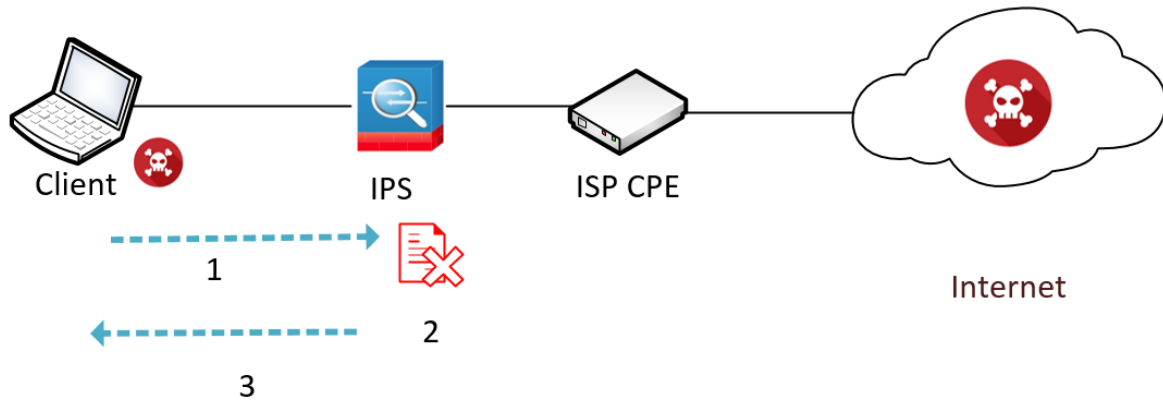 Client
IPS
ISP CPE
1
2
3
Internet